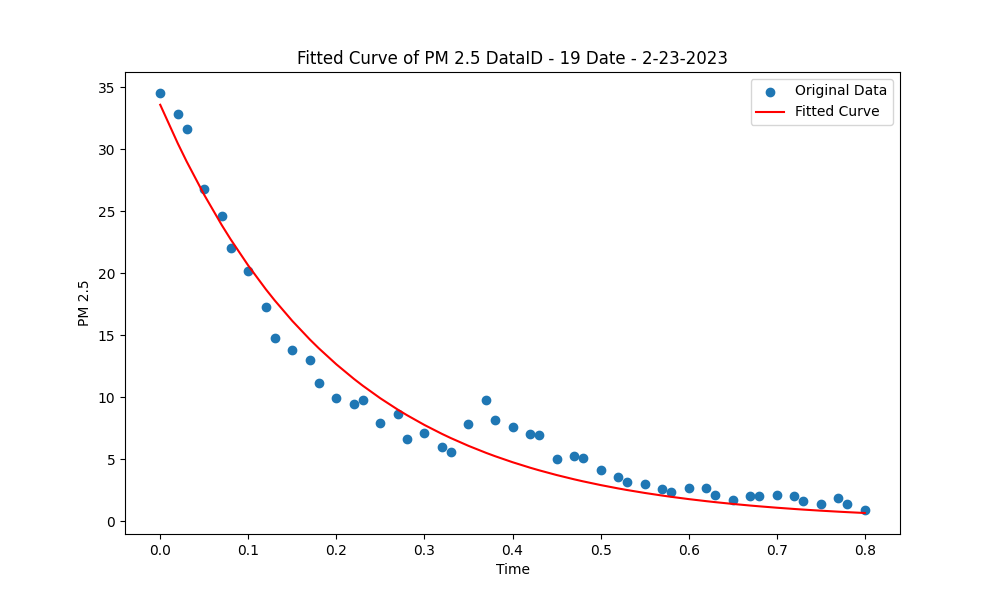 Fitted Curve of PM 2.5 DataID - 19 Date - 2-23-2023
Original Data
Fitted Curve
35
30
25
20
15
10
5
0
PM 2.5
0.0 0.1 0.2 0.3 0.4 0.5 0.6 0.7 0.8
Time